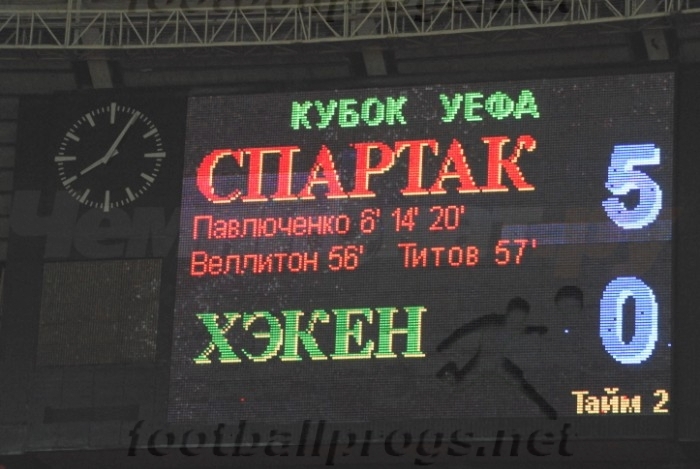 КУБОК УЕФА
СПАРТАК 5
Павлюченко 6' 14' 20'
Веллитон 56' Титов 57'
ХЭКЕН 0
Тайм 2
footballprogs.net